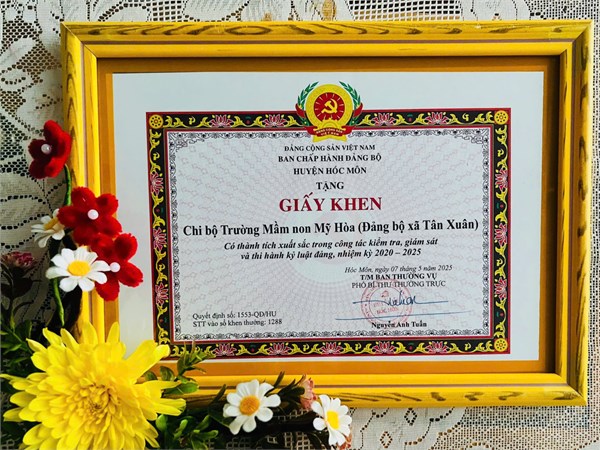 ĐẢNG CỘNG SẢN VIỆT NAM
BAN CHẤP HÀNH ĐẢNG BỘ
HUYỆN HÓC MÔN
TẶNG
GIẤY KHEN
Chi bộ Trường Mầm non Mỹ Hòa (Đảng bộ xã Tân Xuân)
Có thành tích xuất sắc trong công tác kiểm tra, giám sát
và thi hành kỷ luật đảng, nhiệm kỳ 2020 – 2025
Hóc Môn, ngày 07 tháng 5 năm 2025
T/M BAN THƯỜNG VỤ
PHÓ BÍ THƯ THƯỜNG TRỰC
Quyết định số: 1553-QĐ/HU
STT vào sổ khen thưởng: 1288
Nguyễn Anh Tuấn